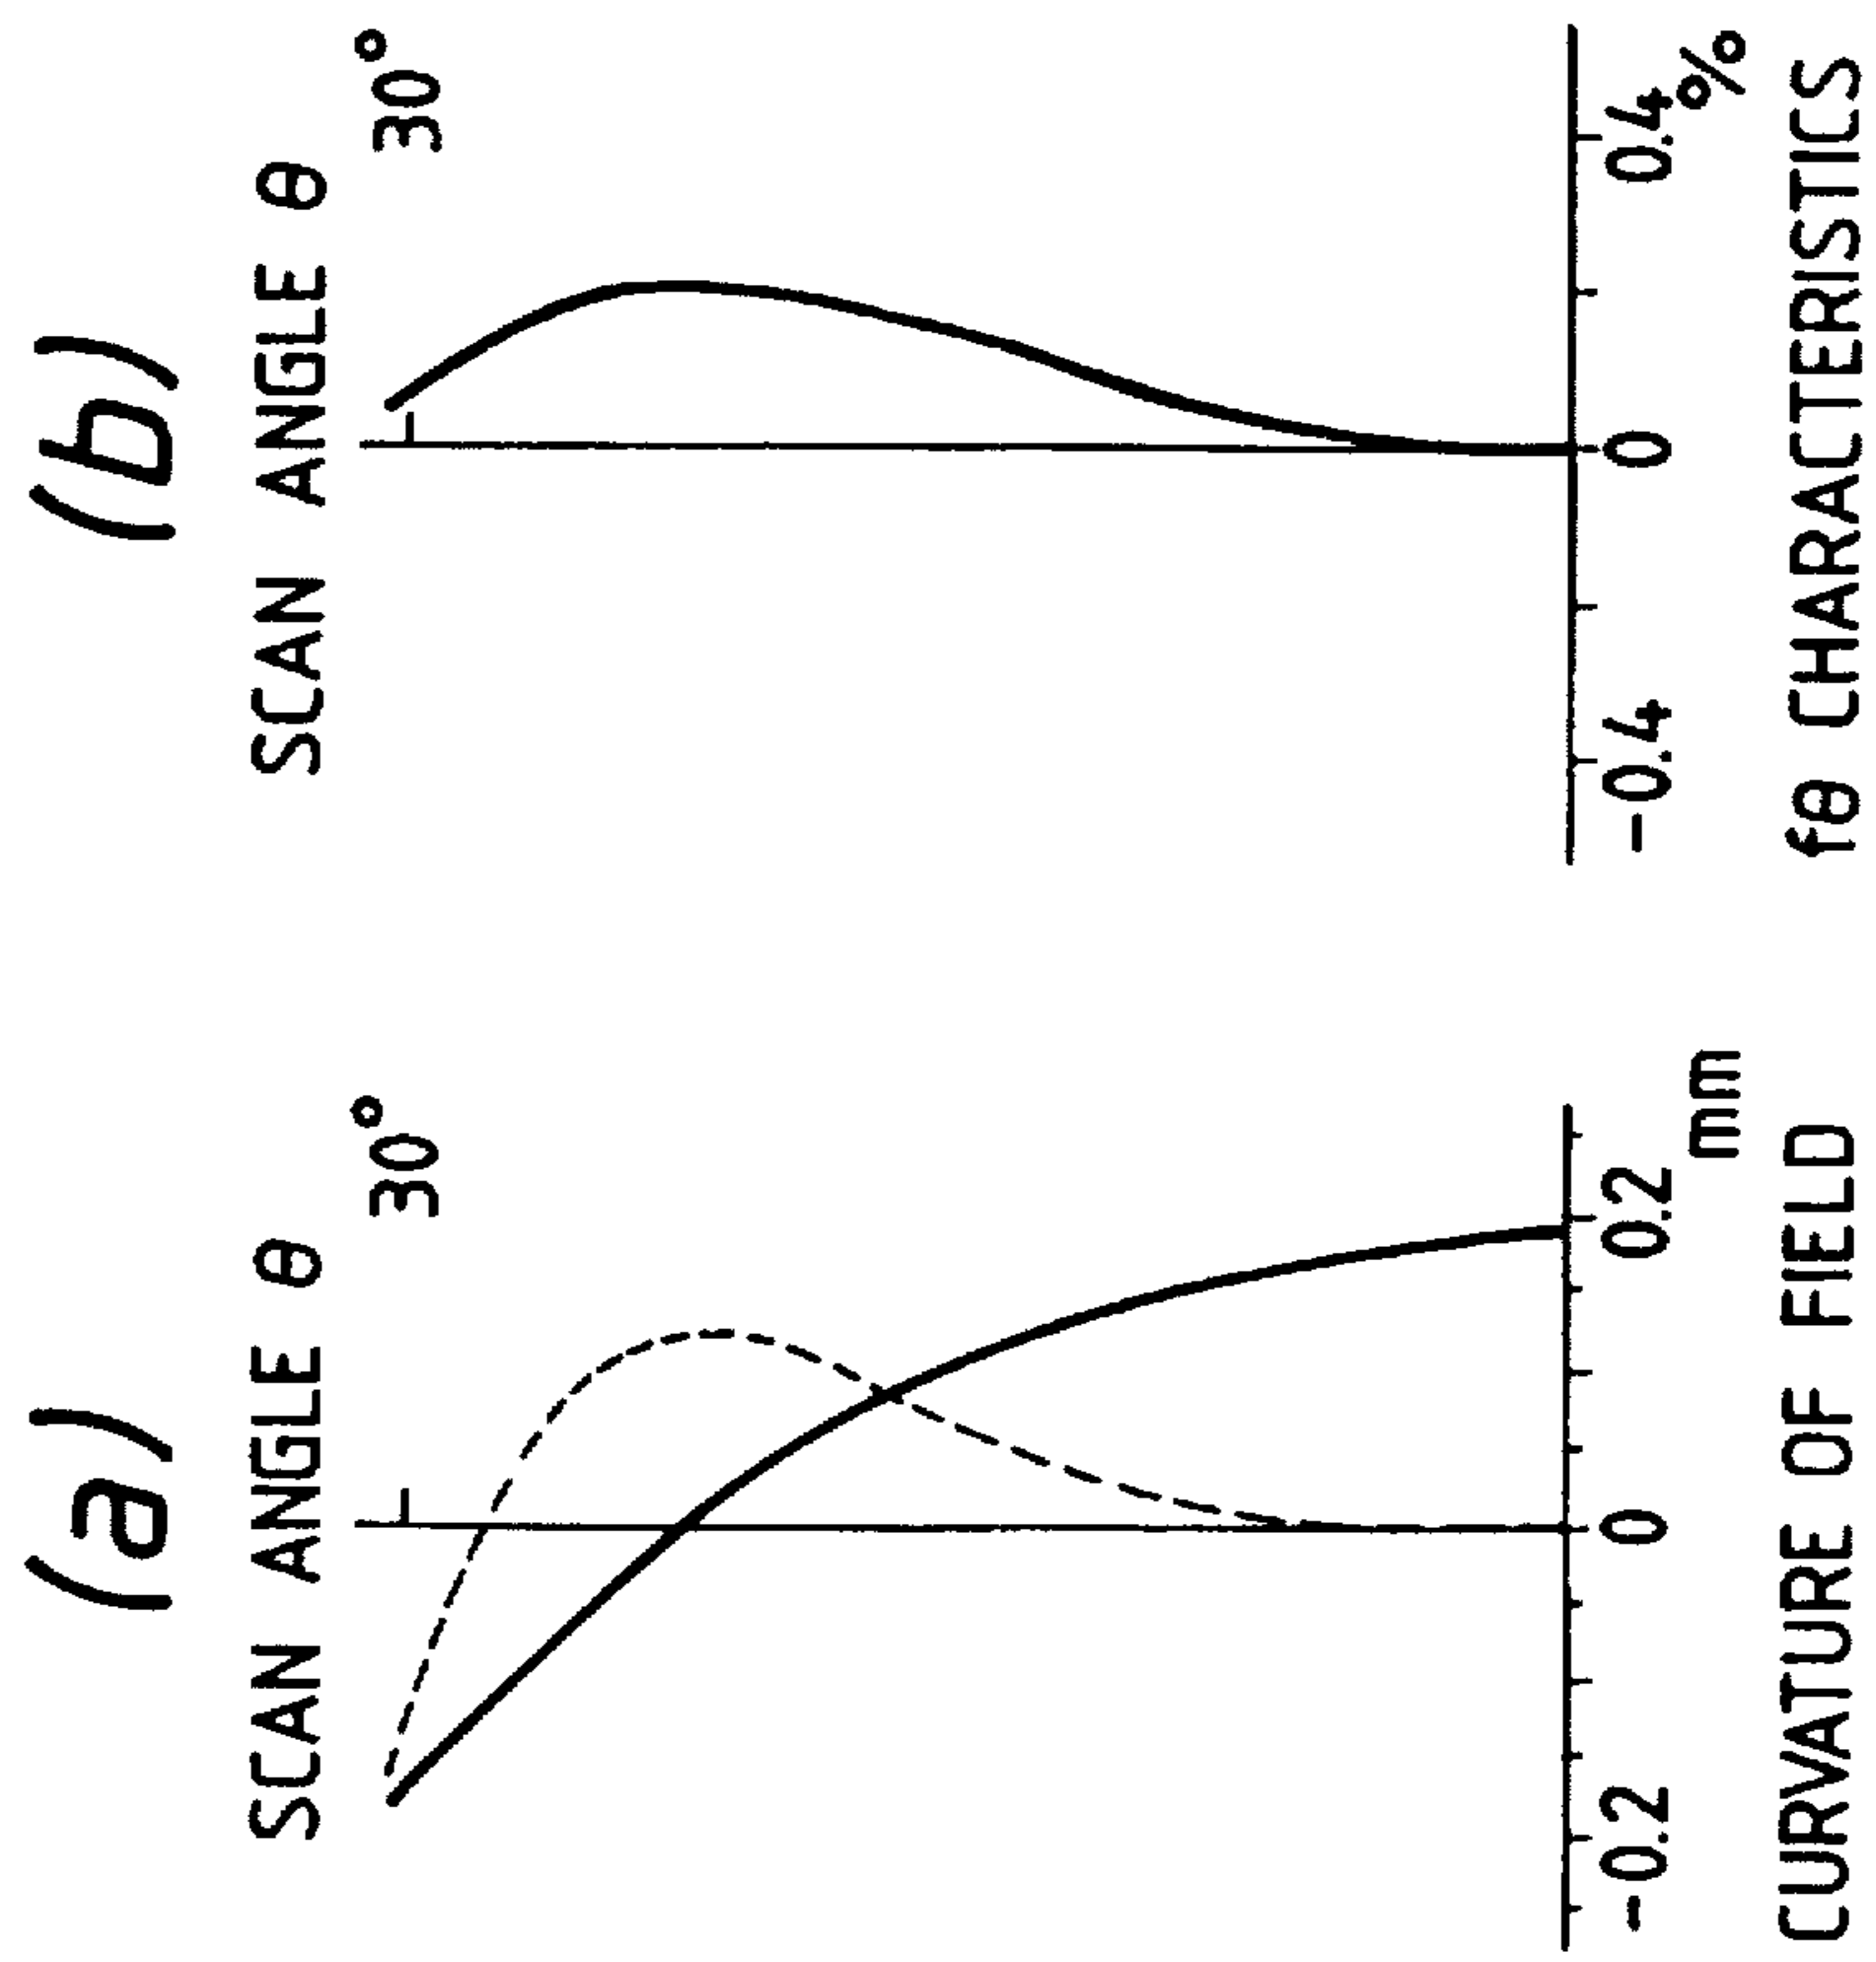 (a)
SCAN ANGLE θ
30°
-0.2 0 0.2
mm
CURVATURE OF FIELD
(b)
SCAN ANGLE θ
30°
-0.4 0 0.4
%
fθ CHARACTERISTICS